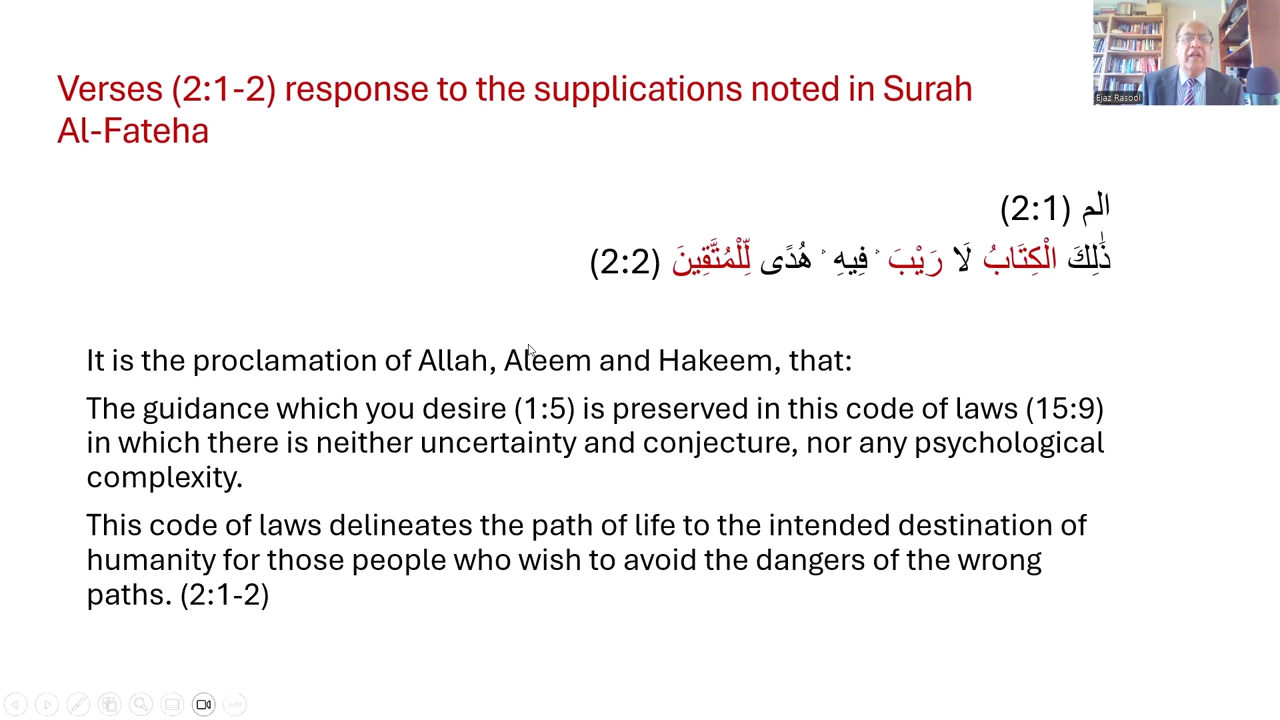 Verses (2:1-2) response to the supplications noted in Surah
Al-Fateha
Ejaz Rasool
الم (2:1)
ذَٰلِكَ الْكِتَابُ لَا رَيْبَ ۛ فِيهِ ۛ هُدًى لِّلْمُتَّقِينَ (2:2)
It is the proclamation of Allah, Aleem and Hakeem, that:
The guidance which you desire (1:5) is preserved in this code of laws (15:9)
in which there is neither uncertainty and conjecture, nor any psychological
complexity.
This code of laws delineates the path of life to the intended destination of
humanity for those people who wish to avoid the dangers of the wrong
paths. (2:1-2)